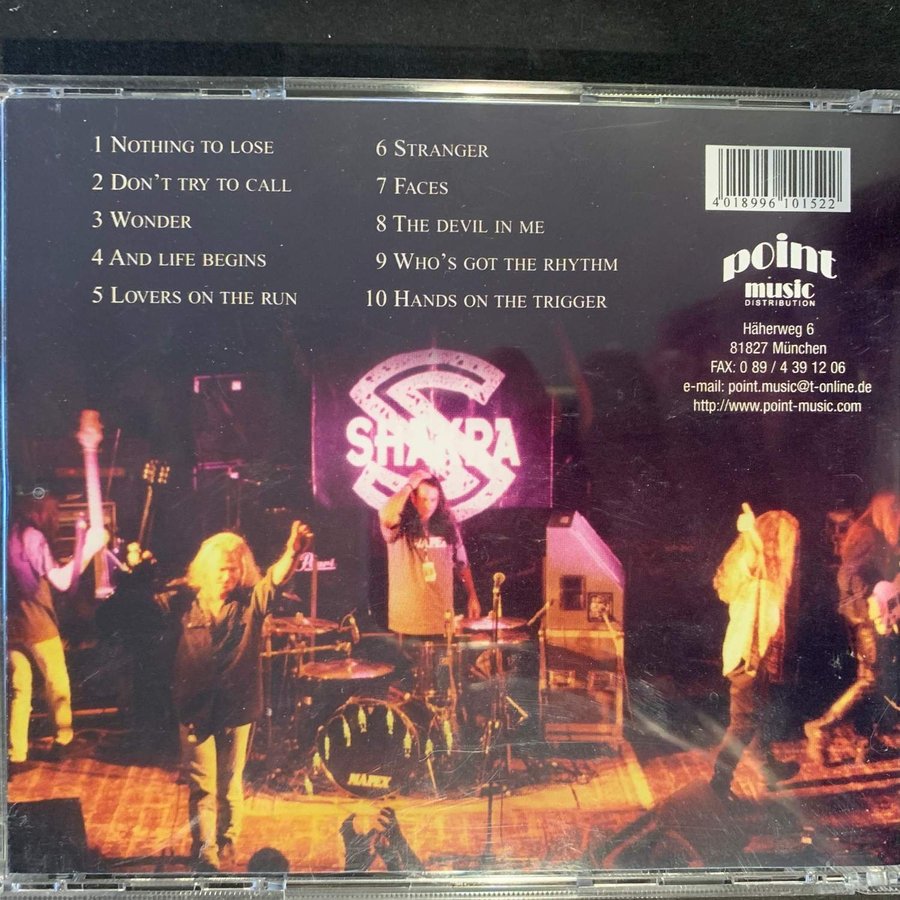 1 Nothing to lose
2 Don't try to call
3 Wonder
4 And life begins
5 Lovers on the run
6 Stranger
7 Faces
8 The devil in me
9 Who's got the rhythm
10 Hands on the trigger
4 018996 101522
point
music
DISTRIBUTION
Häherweg 6
81827 München
FAX: 0 89 / 4 39 12 06
e-mail: point.music@t-online.de
http://www.point-music.com
SHAKRA
MAPEX
Pearl
MAPEX